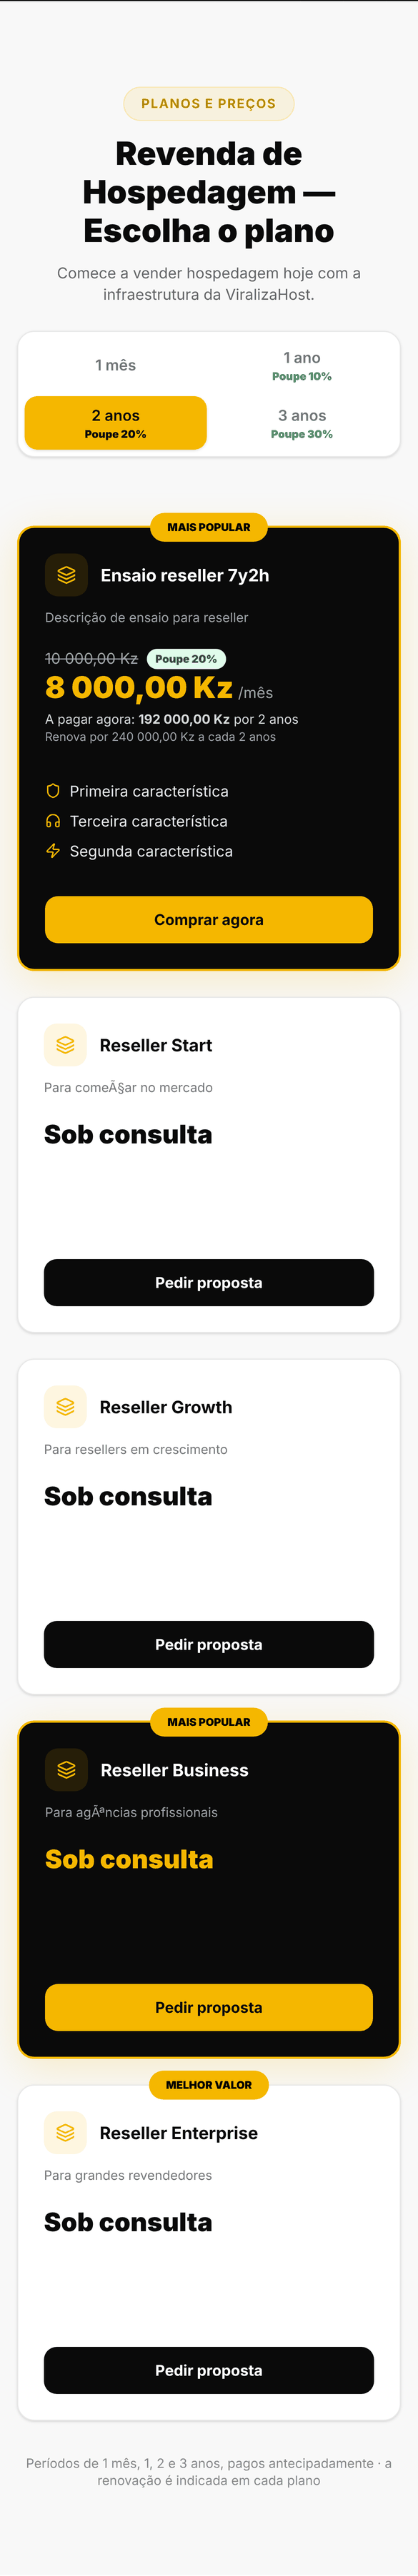 PLANOS E PREÇOS
Revenda de
Hospedagem —
Escolha o plano
Comece a vender hospedagem hoje com a
infraestrutura da ViralizaHost.
1 mês
1 ano
Poupe 10%
2 anos
Poupe 20%
3 anos
Poupe 30%
MAIS POPULAR
Ensaio reseller 7y2h
Descrição de ensaio para reseller
10 000,00 Kz Poupe 20%
8 000,00 Kz /mês
A pagar agora: 192 000,00 Kz por 2 anos
Renova por 240 000,00 Kz a cada 2 anos
Primeira característica
Terceira característica
Segunda característica
Comprar agora
Reseller Start
Para comeÃ§ar no mercado
Sob consulta
Pedir proposta
Reseller Growth
Para resellers em crescimento
Sob consulta
Pedir proposta
MAIS POPULAR
Reseller Business
Para agÃªncias profissionais
Sob consulta
Pedir proposta
MELHOR VALOR
Reseller Enterprise
Para grandes revendedores
Sob consulta
Pedir proposta
Períodos de 1 mês, 1, 2 e 3 anos, pagos antecipadamente · a
renovação é indicada em cada plano